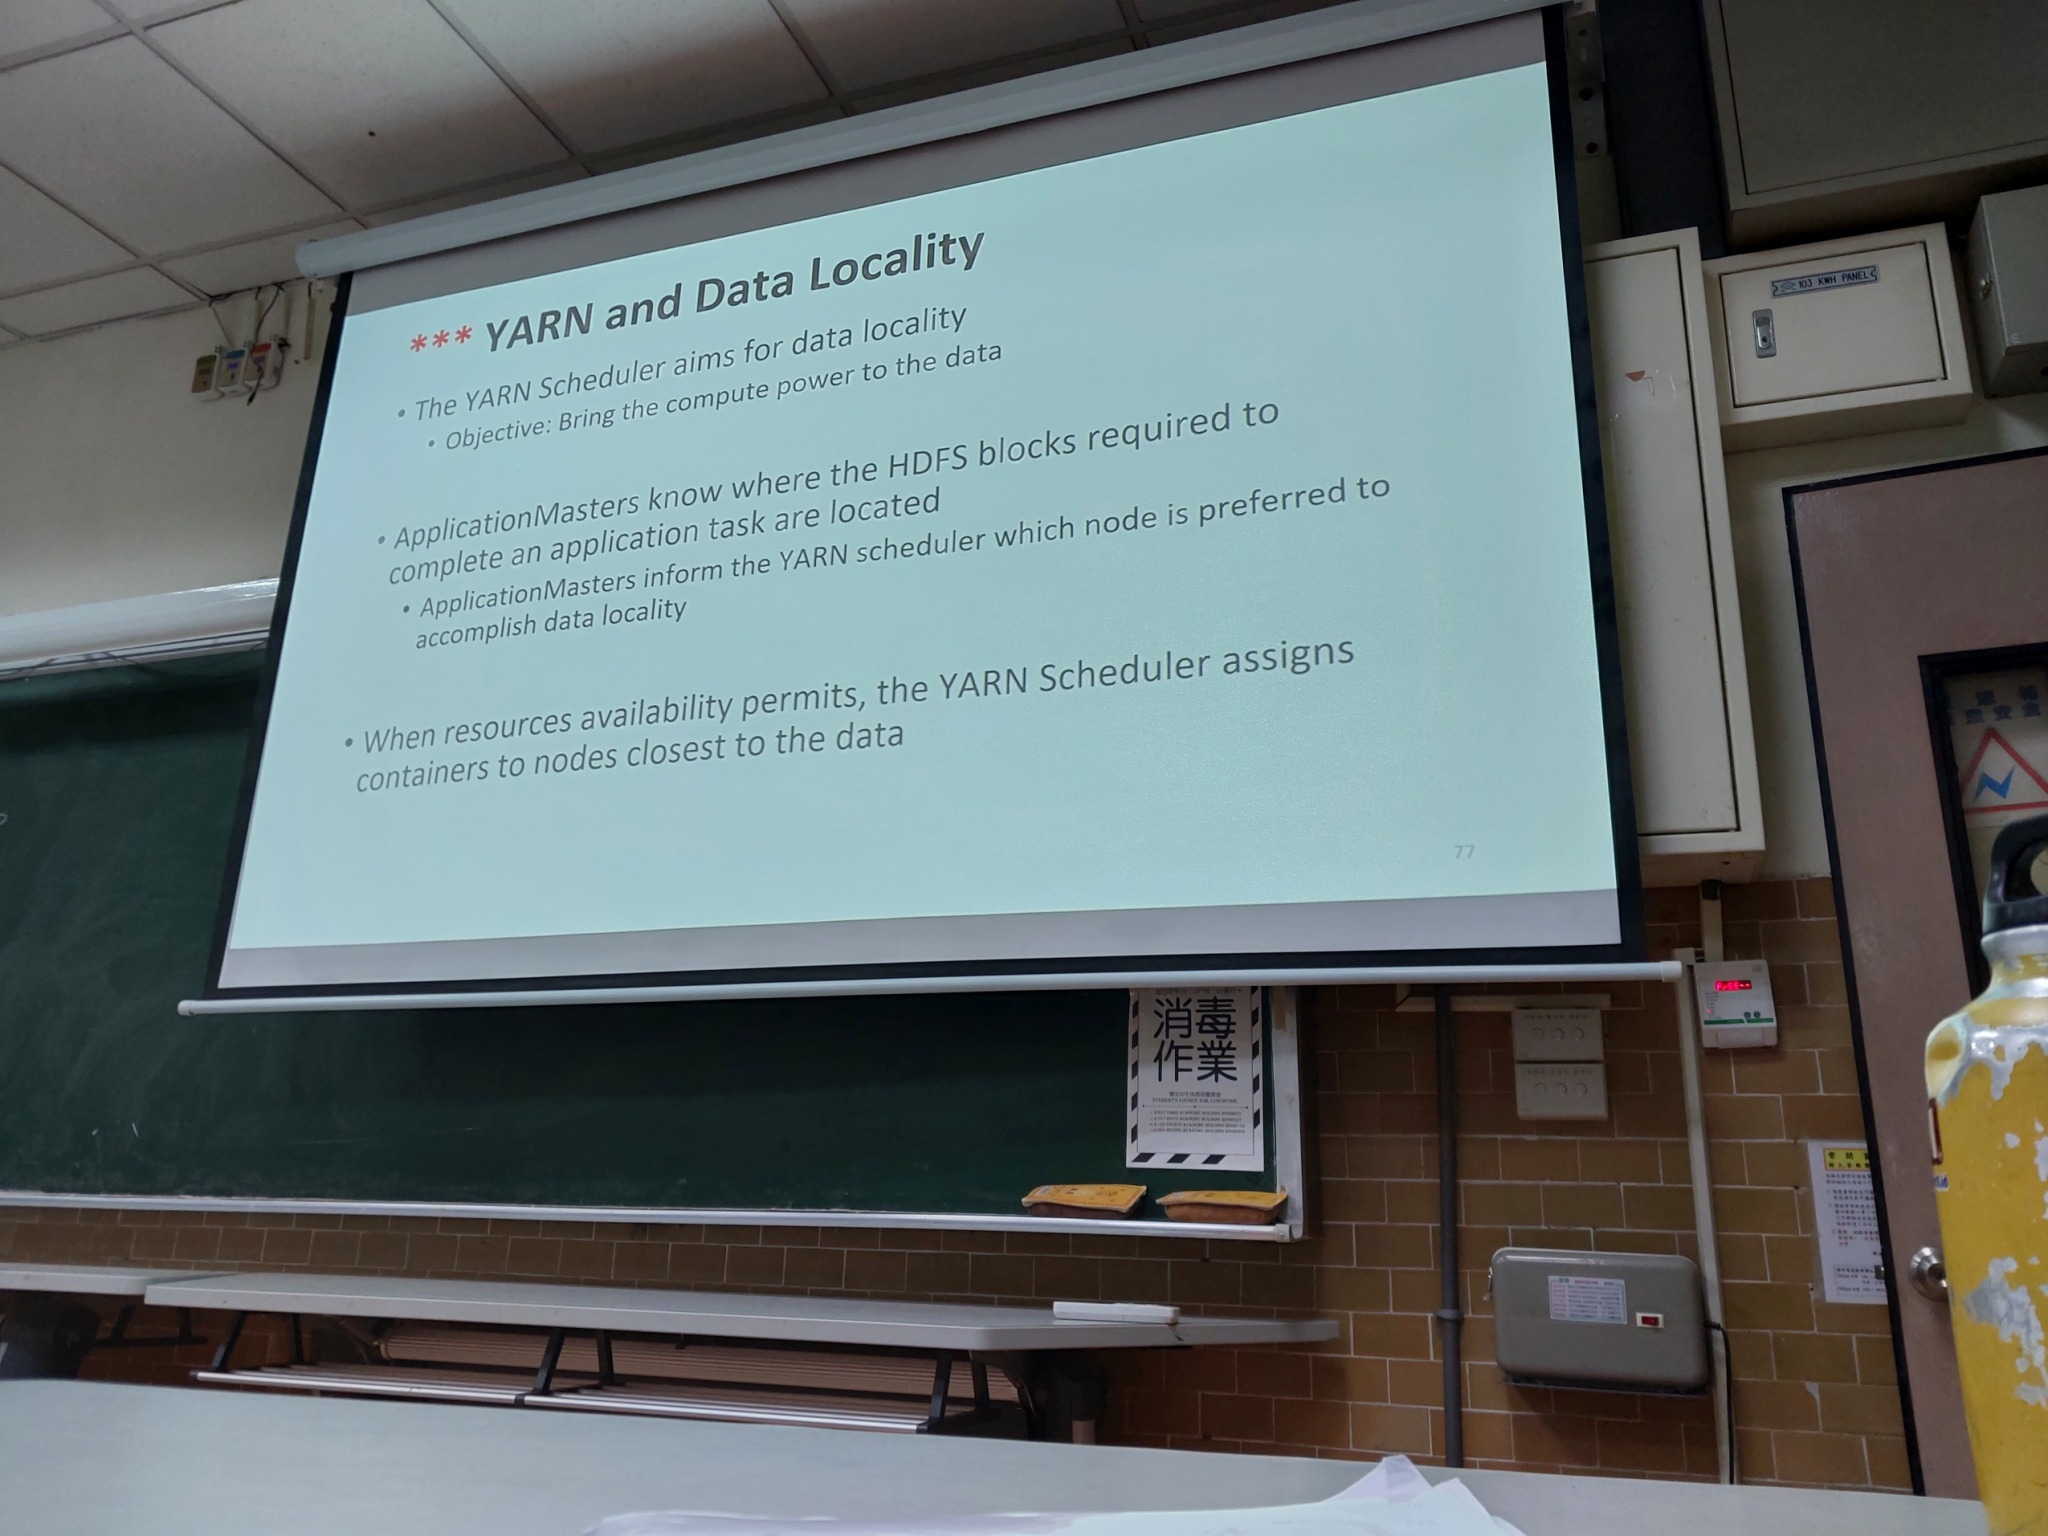 *** YARN and Data Locality
• The YARN Scheduler aims for data locality
• Objective: Bring the compute power to the data
• ApplicationMasters know where the HDFS blocks required to
complete an application task are located
• ApplicationMasters inform the YARN scheduler which node is preferred to
accomplish data locality
• When resources availability permits, the YARN Scheduler assigns
containers to nodes closest to the data
77
103 KWH PANEL
消毒
作業